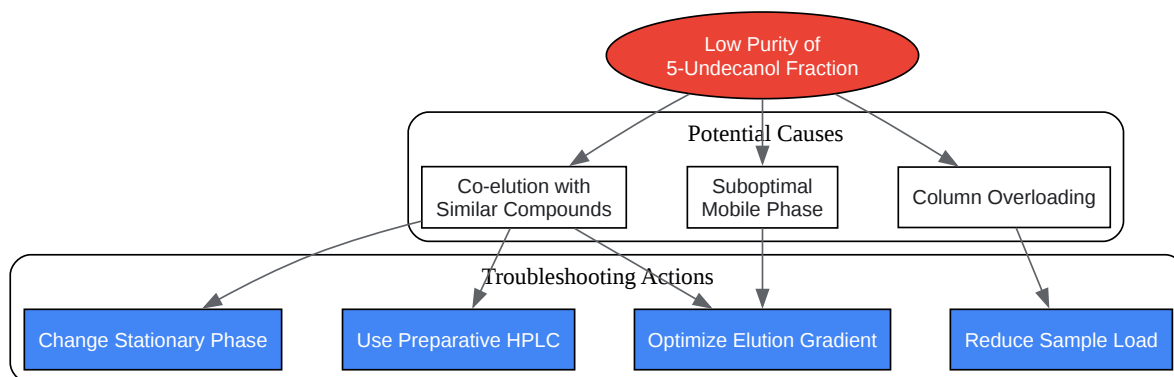 Low Purity of
5-Undecanol Fraction
Potential Causes
Co-elution with
Similar Compounds
Suboptimal
Mobile Phase
Column Overloading
Troubleshooting Actions
Change Stationary Phase
Use Preparative HPLC
Optimize Elution Gradient
Reduce Sample Load